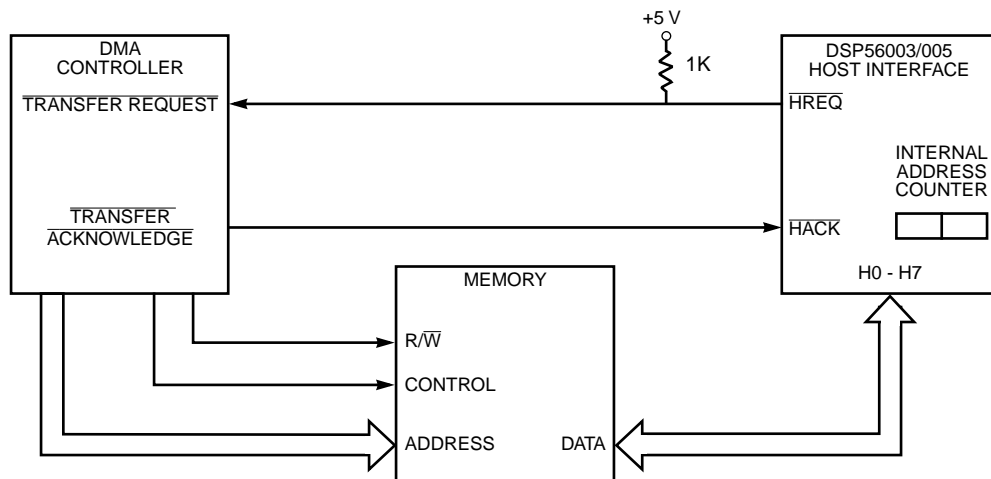 +5 V
1K
DMA
CONTROLLER
TRANSFER REQUEST
TRANSFER
ACKNOWLEDGE
DSP56003/005
HOST INTERFACE
HREQ
INTERNAL
ADDRESS
COUNTER
HACK
H0 - H7
MEMORY
R/W
CONTROL
ADDRESS
DATA